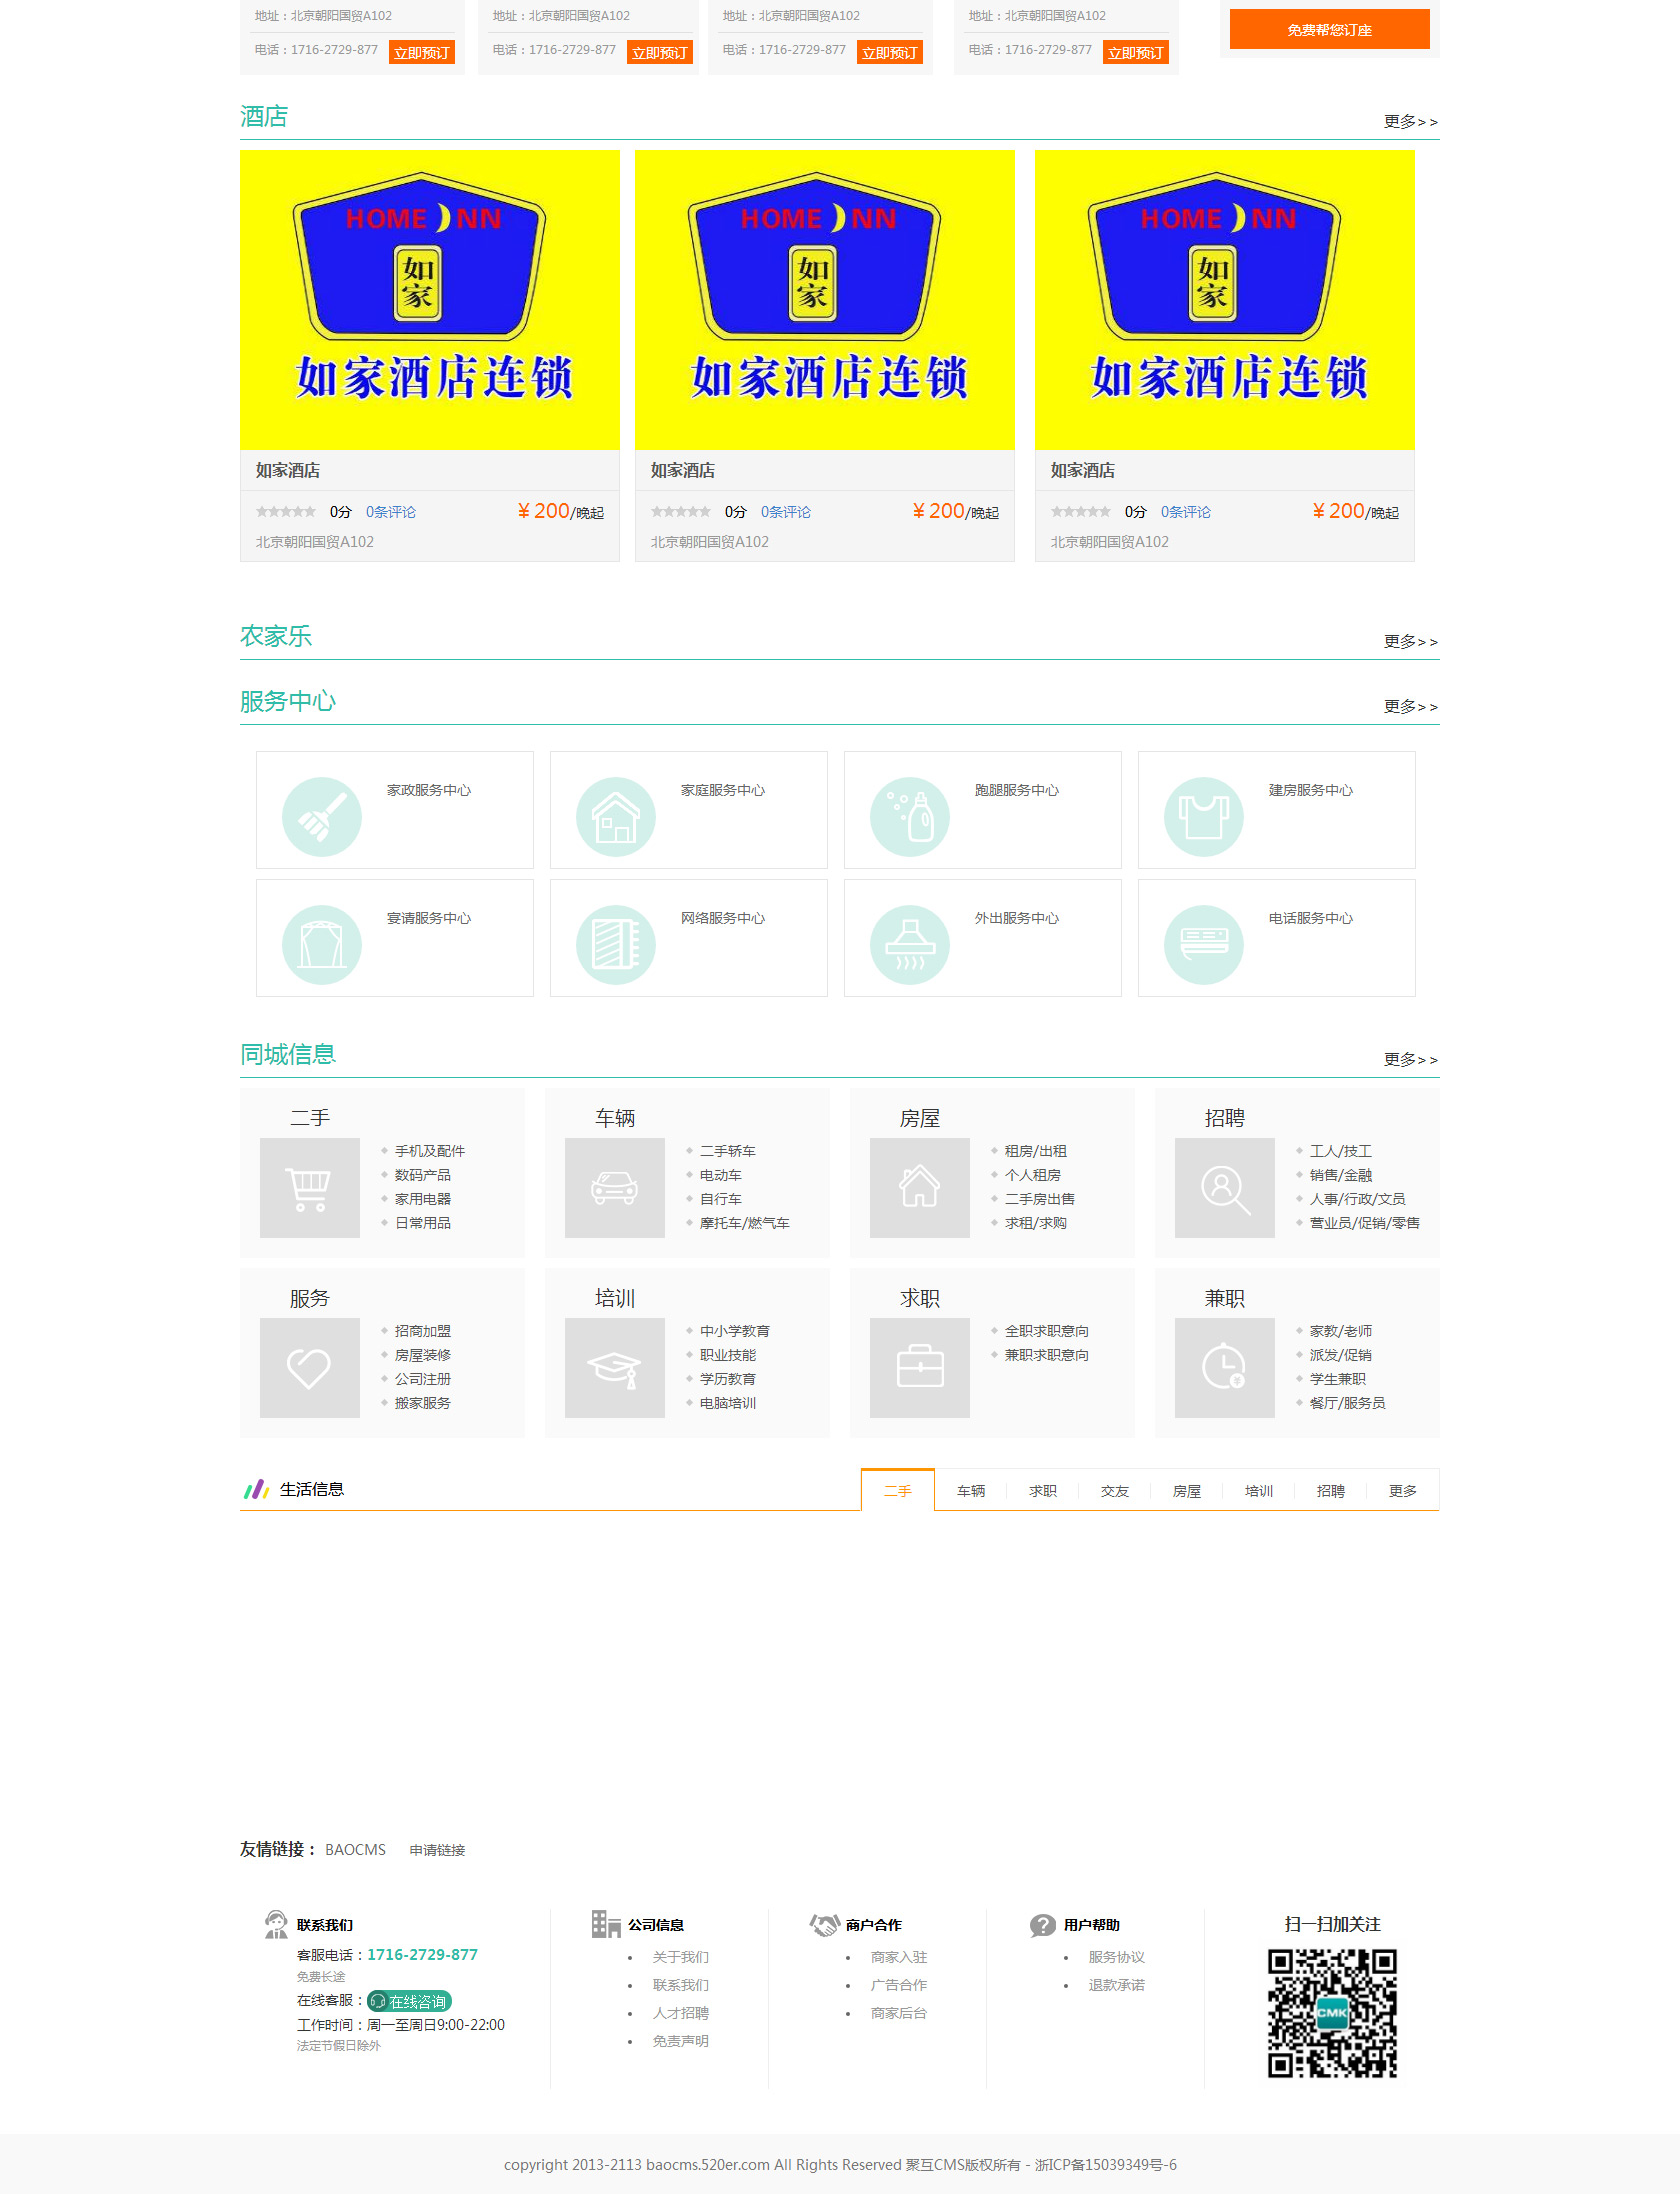 地址：北京朝阳国贸A102 地址：北京朝阳国贸A102 地址：北京朝阳国贸A102 地址：北京朝阳国贸A102
免费帮您订座
电话：1716-2729-877 立即预订 电话：1716-2729-877 立即预订 电话：1716-2729-877 立即预订 电话：1716-2729-877 立即预订
酒店 更多>>
HOME INN HOME INN HOME INN
如家 如家 如家
如家酒店连锁 如家酒店连锁 如家酒店连锁
如家酒店 如家酒店 如家酒店
0分 0条评论 ￥200/晚起 0分 0条评论 ￥200/晚起 0分 0条评论 ￥200/晚起
北京朝阳国贸A102 北京朝阳国贸A102 北京朝阳国贸A102
农家乐 更多>>
服务中心 更多>>
家政服务中心 家庭服务中心 跑腿服务中心 建房服务中心
宴请服务中心 网络服务中心 外出服务中心 电话服务中心
同城信息 更多>>
二手 车辆 房屋 招聘
手机及配件 二手轿车 租房/出租 工人/技工
数码产品 电动车 个人租房 销售/金融
家用电器 自行车 二手房出售 人事/行政/文员
日常用品 摩托车/燃气车 求租/求购 营业员/促销/零售
服务 培训 求职 兼职
招商加盟 中小学教育 全职求职意向 家教/老师
房屋装修 职业技能 兼职求职意向 派发/促销
公司注册 学历教育 学生兼职
搬家服务 电脑培训 餐厅/服务员
生活信息 二手 车辆 求职 交友 房屋 培训 招聘 更多
友情链接： BAOCMS 申请链接
联系我们 公司信息 商户合作 用户帮助 扫一扫加关注
客服电话：1716-2729-877 关于我们 商家入驻 服务协议
免费长途 联系我们 广告合作 退款承诺
在线客服：在线咨询 人才招聘 商家后台 CMK
工作时间：周一至周日9:00-22:00
法定节假日除外 免责声明
copyright 2013-2113 baocms.520er.com All Rights Reserved 聚互CMS版权所有 - 浙ICP备15039349号-6